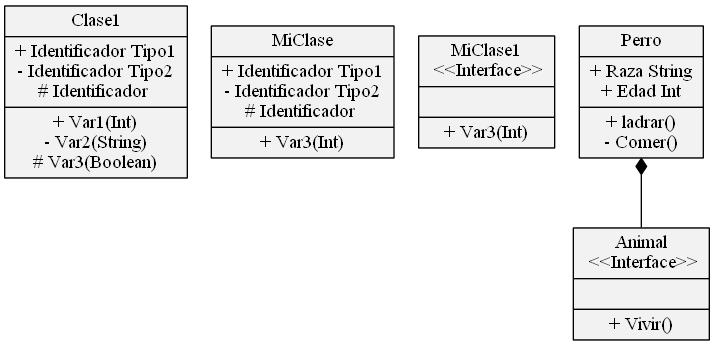 Clase1
+ Identificador Tipo1
- Identificador Tipo2
# Identificador
+ Var1(Int)
- Var2(String)
# Var3(Boolean)
MiClase
+ Identificador Tipo1
- Identificador Tipo2
# Identificador
+ Var3(Int)
MiClase1
<<Interface>>
+ Var3(Int)
Perro
+ Raza String
+ Edad Int
+ ladrar()
- Comer()
Animal
<<Interface>>
+ Vivir()